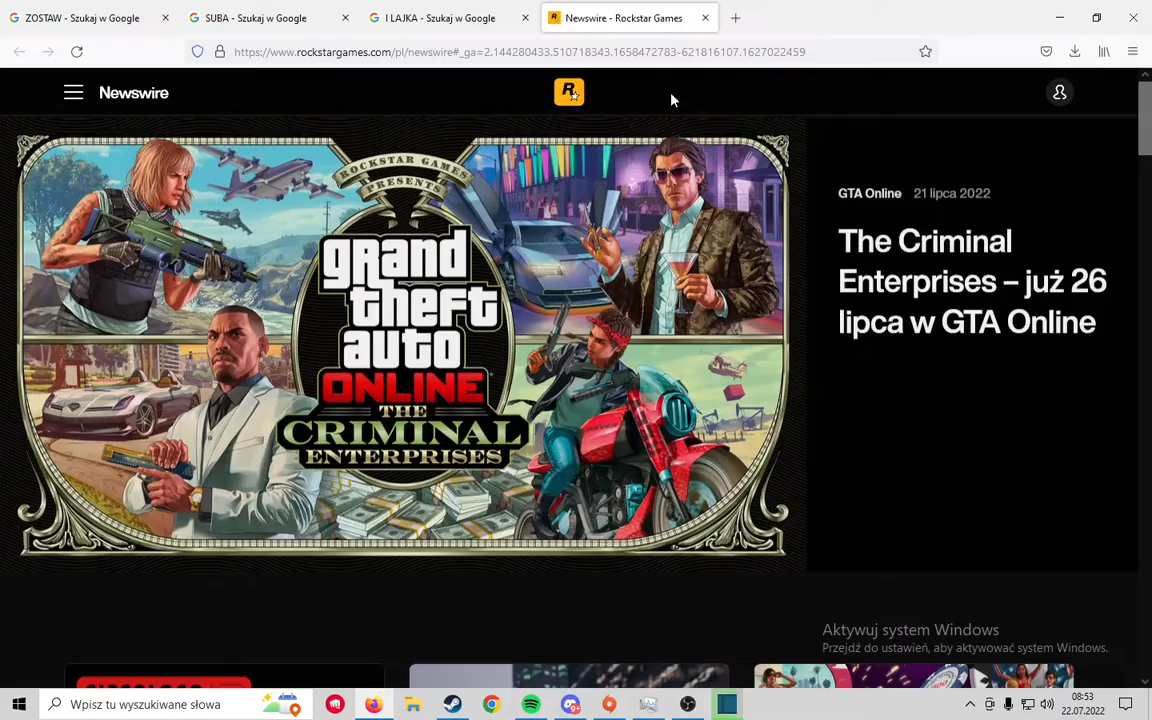 ZOSTAW - Szukaj w Google
SUBA - Szukaj w Google
I LAJKA - Szukaj w Google
Newswire - Rockstar Games
https://www.rockstargames.com/pl/newswire#_ga=2.144280433.510718343.1658472783-621816107.1627022459
Newswire
R
ROCKSTAR GAMES
PRESENTS
grand
theft
auto
ONLINE
THE
CRIMINAL
ENTERPRISES
GTA Online 21 lipca 2022
The Criminal
Enterprises – już 26
lipca w GTA Online
Aktywuj system Windows
Przejdź do ustawień, aby aktywować system Windows.
Wpisz tu wyszukiwane słowa
08:53
22.07.2022